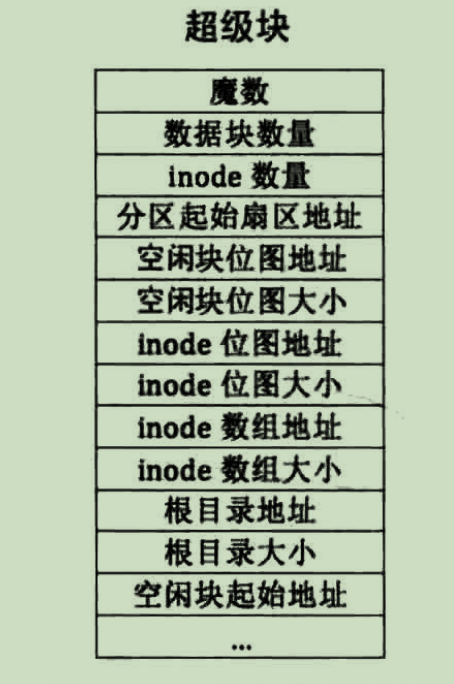 超级块
魔数
数据块数量
inode 数量
分区起始扇区地址
空闲块位图地址
空闲块位图大小
inode 位图地址
inode 位图大小
inode 数组地址
inode 数组大小
根目录地址
根目录大小
空闲块起始地址
...